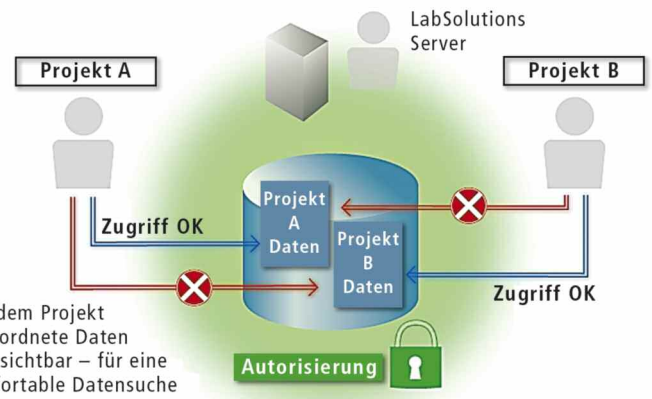 LabSolutions
Server
Projekt A
Projekt B
Projekt
A
Daten
Projekt
B
Daten
Zugriff OK
Zugriff OK
dem Projekt
ordnete Daten
sichtbar – für eine
ortable Datensuche
Autorisierung